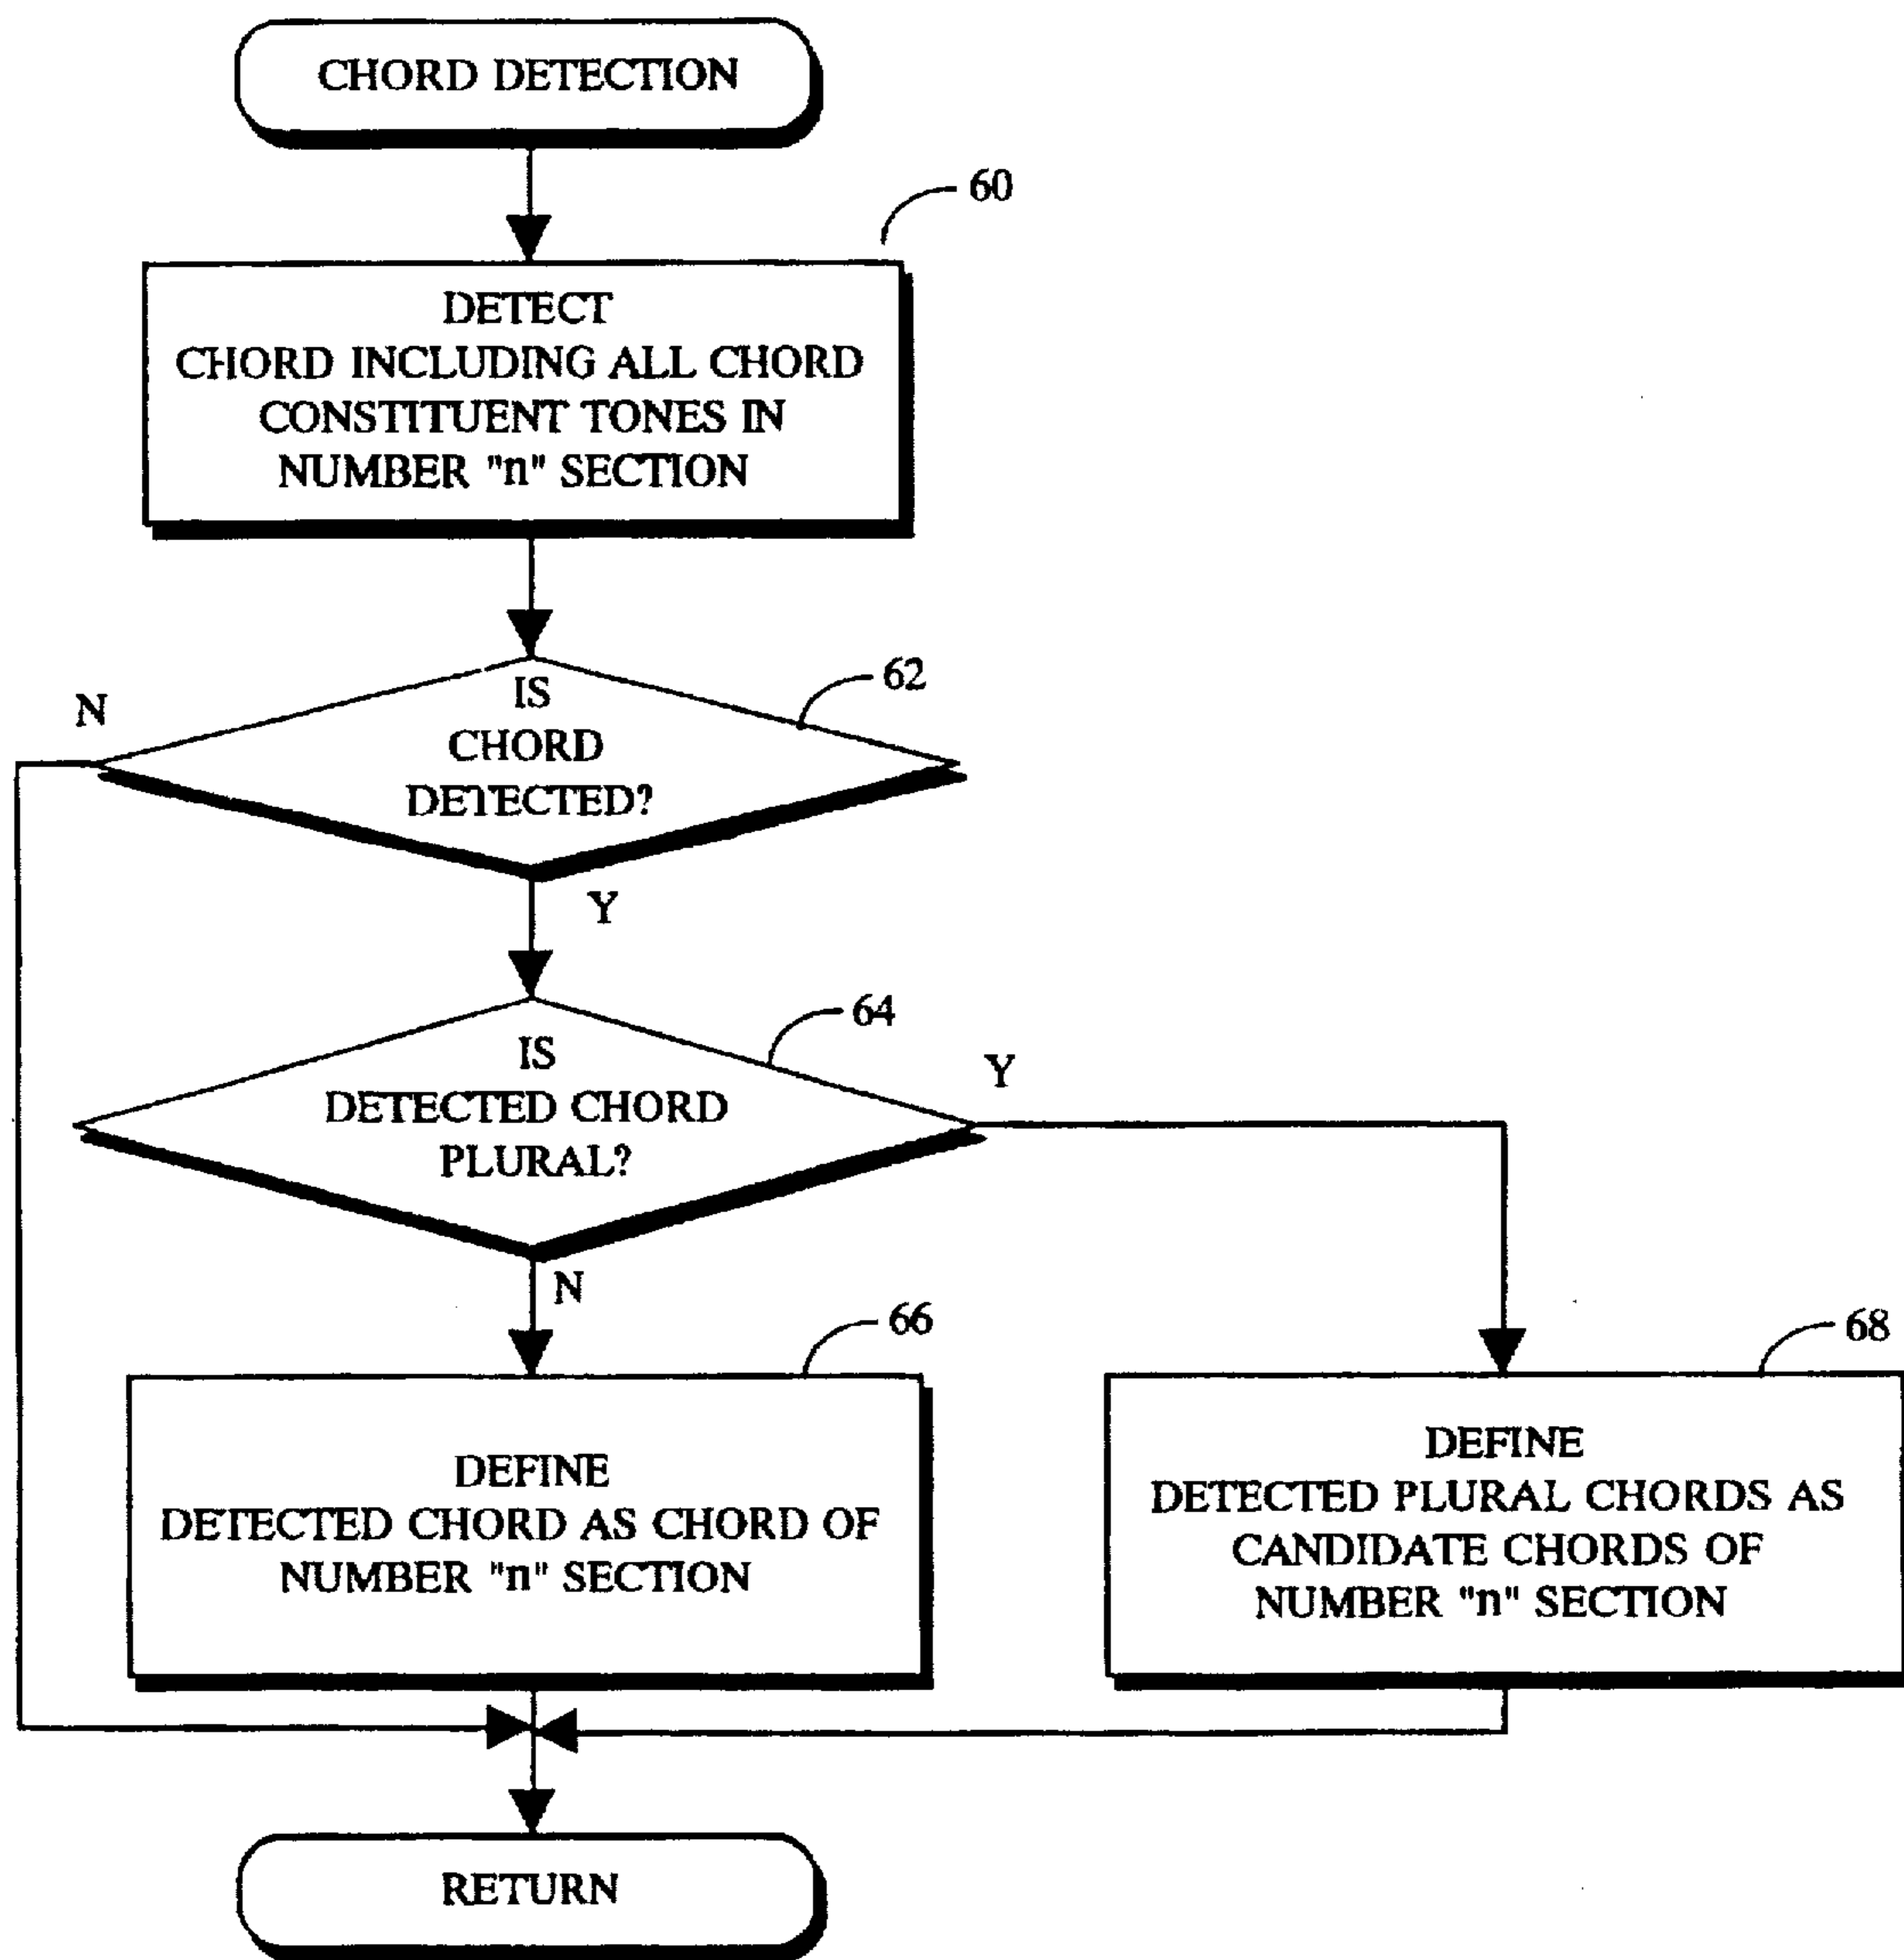 CHORD DETECTION
60
DETECT
CHORD INCLUDING ALL CHORD
CONSTITUENT TONES IN
NUMBER "n" SECTION
62
N
IS
CHORD
DETECTED?
Y
64
IS
DETECTED CHORD
PLURAL?
Y
N
66
DEFINE
DETECTED CHORD AS CHORD OF
NUMBER "n" SECTION
68
DEFINE
DETECTED PLURAL CHORDS AS
CANDIDATE CHORDS OF
NUMBER "n" SECTION
RETURN